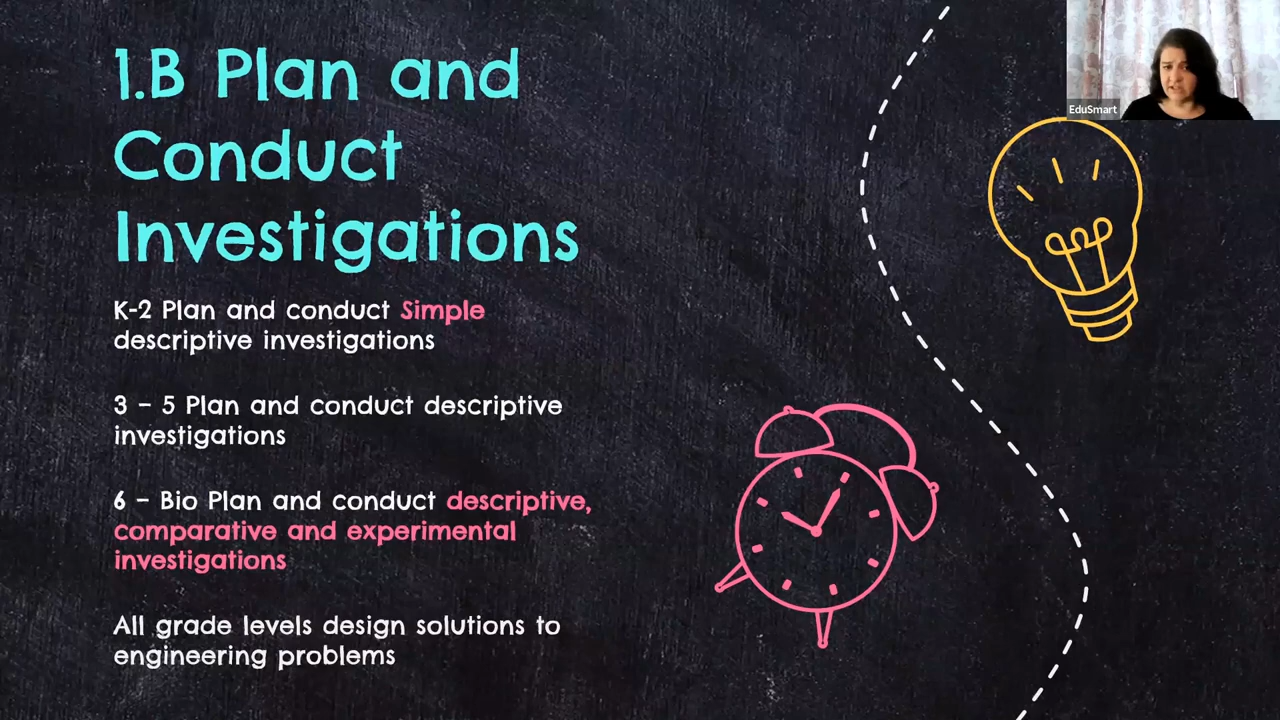 1.B Plan and
Conduct
Investigations
K-2 Plan and conduct Simple
descriptive investigations
3 – 5 Plan and conduct descriptive
investigations
6 – Bio Plan and conduct descriptive,
comparative and experimental
investigations
All grade levels design solutions to
engineering problems
EduSmart